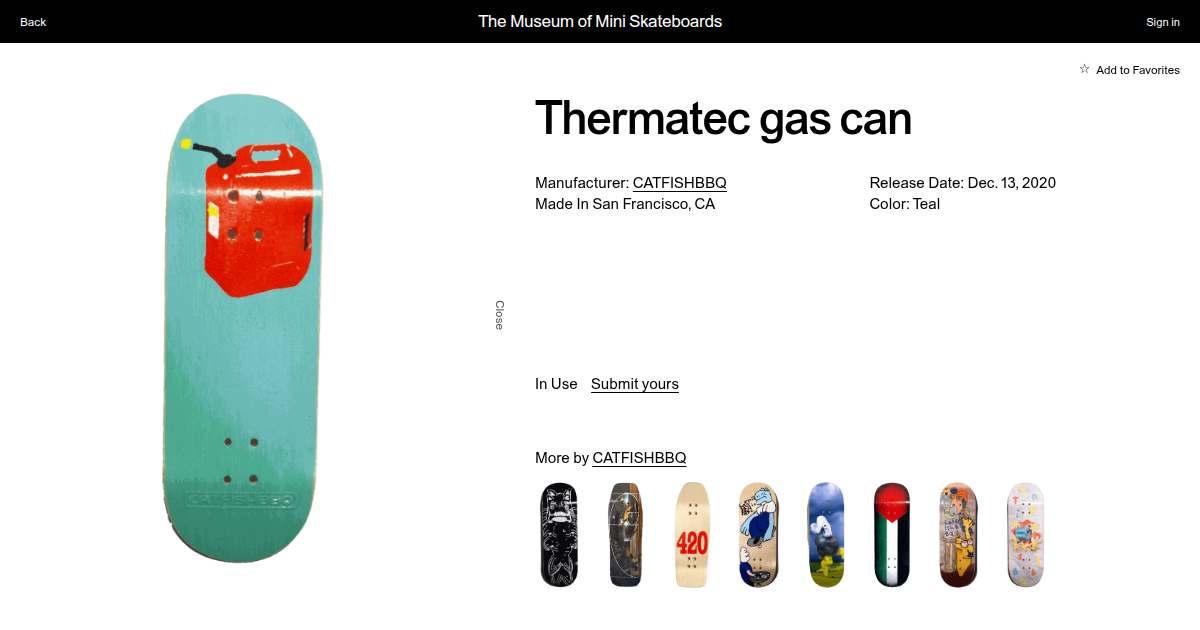 Back
The Museum of Mini Skateboards
Sign in
☆ Add to Favorites
Thermatec gas can
Manufacturer: CATFISHBBQ
Release Date: Dec. 13, 2020
Made In San Francisco, CA
Color: Teal
CATFISHBBQ
Close
In Use Submit yours
More by CATFISHBBQ
420